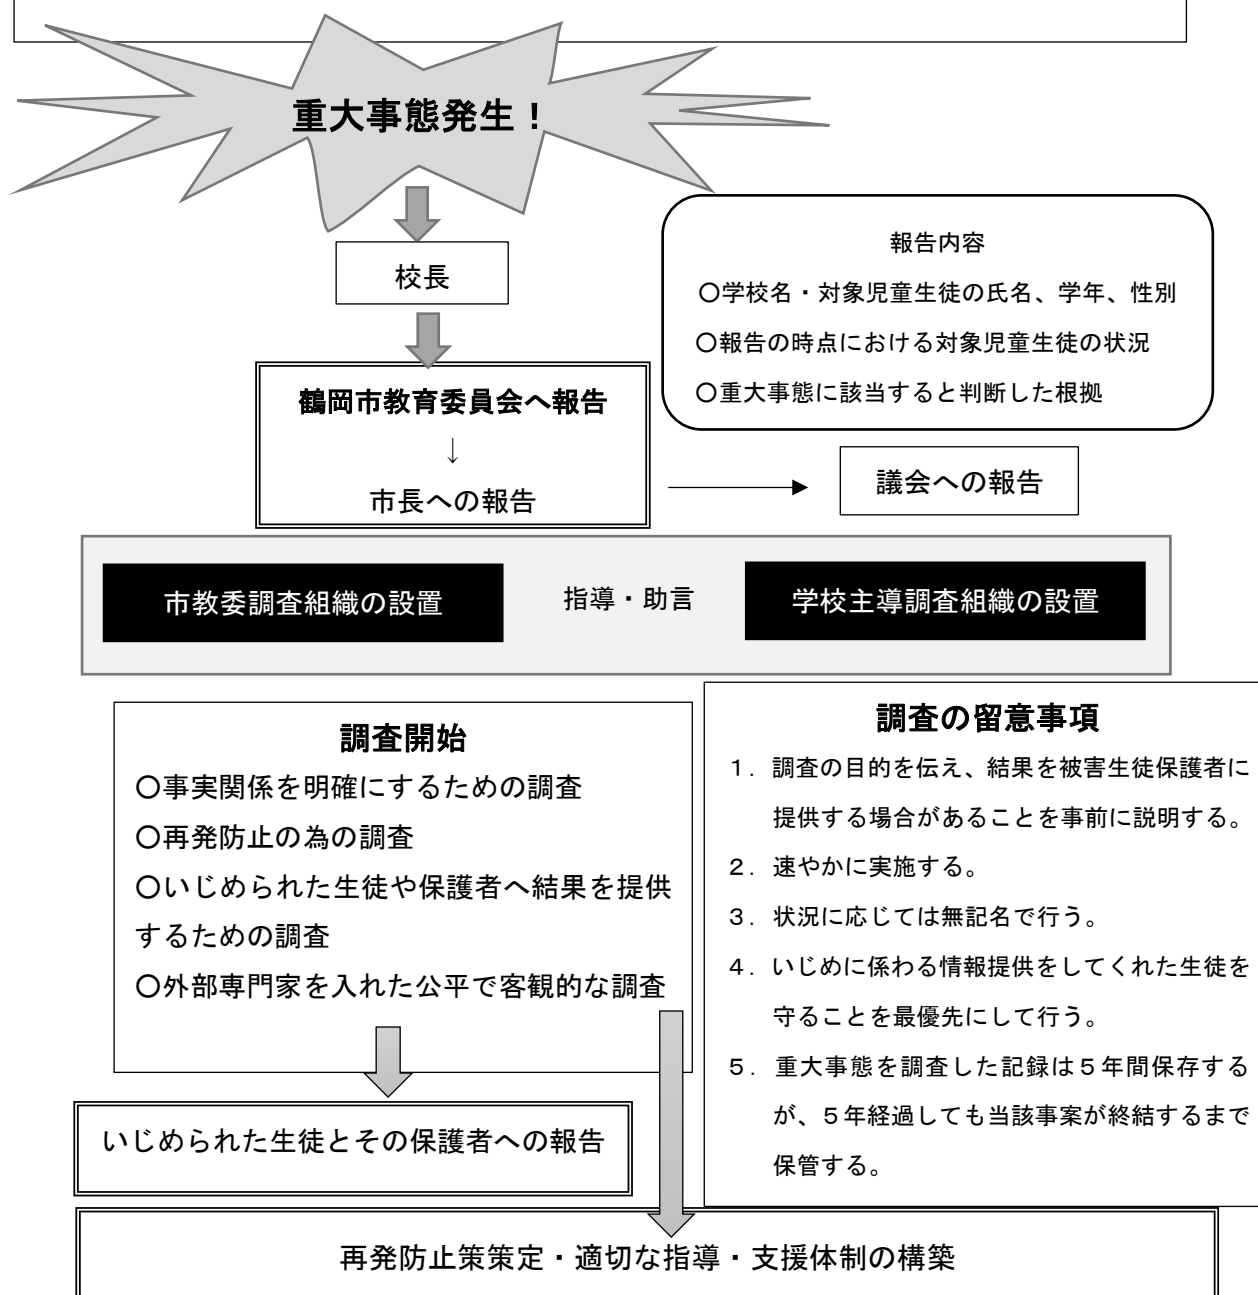 重大事態発生！
校長
報告内容
〇学校名・対象児童生徒の氏名、学年、性別
〇報告の時点における対象児童生徒の状況
〇重大事態に該当すると判断した根拠
鶴岡市教育委員会へ報告
↓
市長への報告
議会への報告
市教委調査組織の設置
指導・助言
学校主導調査組織の設置
調査開始
〇事実関係を明確にするための調査
〇再発防止の為の調査
〇いじめられた生徒や保護者へ結果を提供
するための調査
〇外部専門家を入れた公平で客観的な調査
調査の留意事項
１．調査の目的を伝え、結果を被害生徒保護者に
提供する場合があることを事前に説明する。
２．速やかに実施する。
３．状況に応じては無記名で行う。
４．いじめに係わる情報提供をしてくれた生徒を
守ることを最優先にして行う。
５．重大事態を調査した記録は５年間保存する
が、５年経過しても当該事案が終結するまで
保管する。
いじめられた生徒とその保護者への報告
再発防止策策定・適切な指導・支援体制の構築